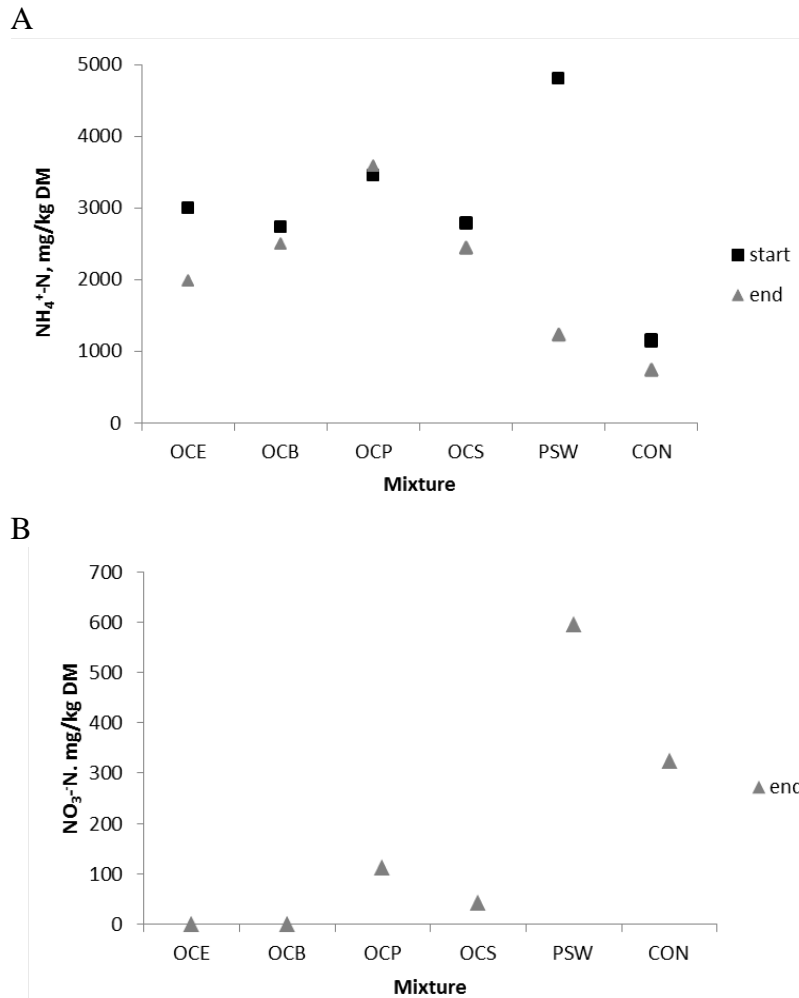 A
5000
4000
3000
2000
1000
0
NH₄⁺-N, mg/kg DM
OCE OCB OCP OCS PSW CON
Mixture
start
end
B
700
600
500
400
300
200
100
0
NO₃-⁻N. mg/kg DM
OCE OCB OCP OCS PSW CON
Mixture
end